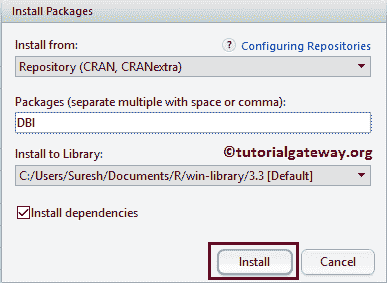 Install Packages
Install from:
? Configuring Repositories
Repository (CRAN, CRANextra)
Packages (separate multiple with space or comma):
DBI
Install to Library:
©tutorialgateway.org
C:/Users/Suresh/Documents/R/win-library/3.3 [Default]
Install dependencies
Install
Cancel